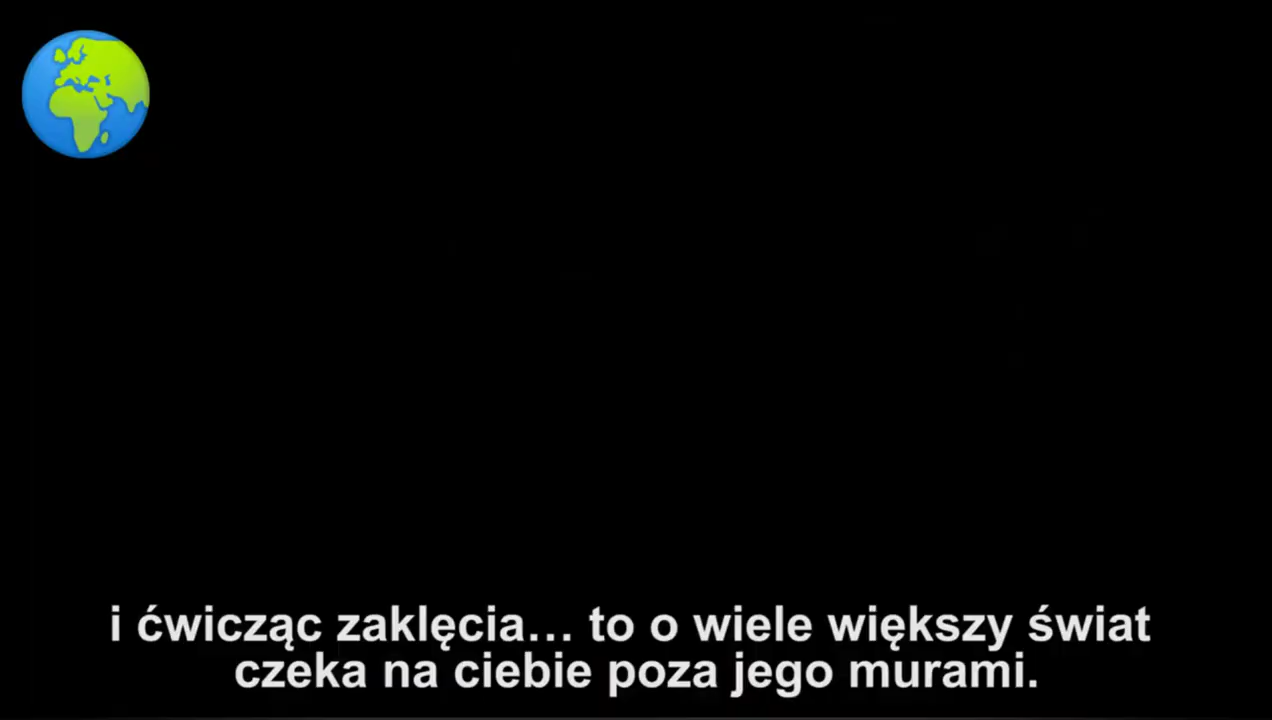 i ćwicząc zaklęcia… to o wiele większy świat
czeka na ciebie poza jego murami.